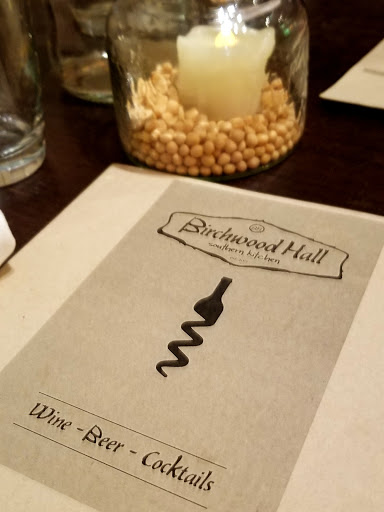 Birchwood Hall
southern kitchen
Wine - Beer - Cocktails